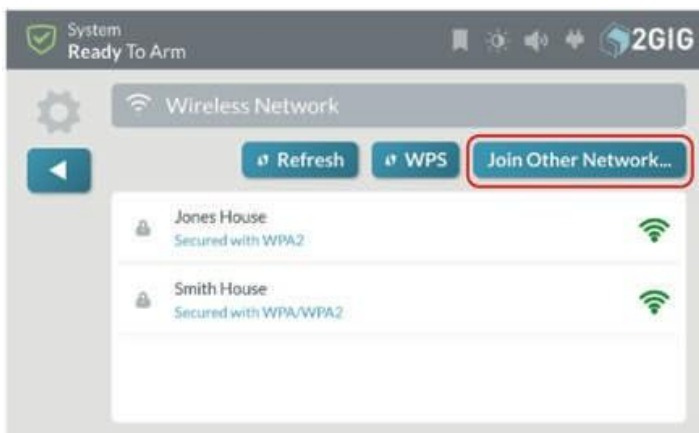 System
Ready To Arm
2GIG
Wireless Network
Refresh
WPS
Join Other Network...
Jones House
Secured with WPA2
Smith House
Secured with WPA/WPA2